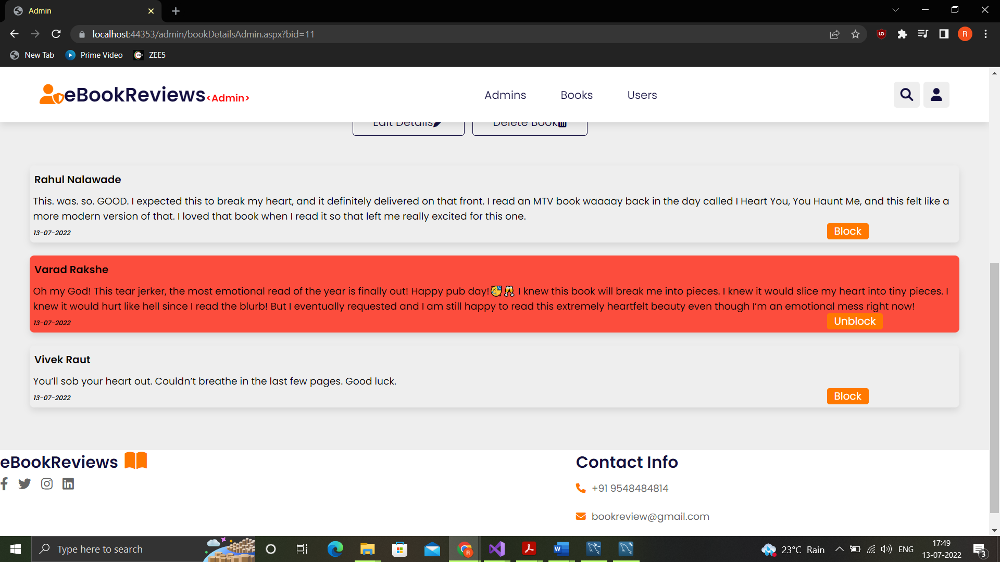 Admin
localhost:44353/admin/bookDetailsAdmin.aspx?bid=11
R
New Tab Prime Video ZEE5
eBookReviews<Admin> Admins Books Users
Edit Details Delete Book
Rahul Nalawade
This. was. so. GOOD. I expected this to break my heart, and it definitely delivered on that front. I read an MTV book waaaay back in the day called I Heart You, You Haunt Me, and this felt like a
more modern version of that. I loved that book when I read it so that left me really excited for this one.
13-07-2022 Block
Varad Rakshe
Oh my God! This tear jerker, the most emotional read of the year is finally out! Happy pub day!🥳🥂 I knew this book will break me into pieces. I knew it would slice my heart into tiny pieces. I
knew it would hurt like hell since I read the blurb! But I eventually requested and I am still happy to read this extremely heartfelt beauty even though I’m an emotional mess right now!
13-07-2022 Unblock
Vivek Raut
You’ll sob your heart out. Couldn’t breathe in the last few pages. Good luck.
13-07-2022 Block
eBookReviews
Contact Info
+91 9548484814
bookreview@gmail.com
Type here to search 23°C Rain ENG 17:49
13-07-2022 3